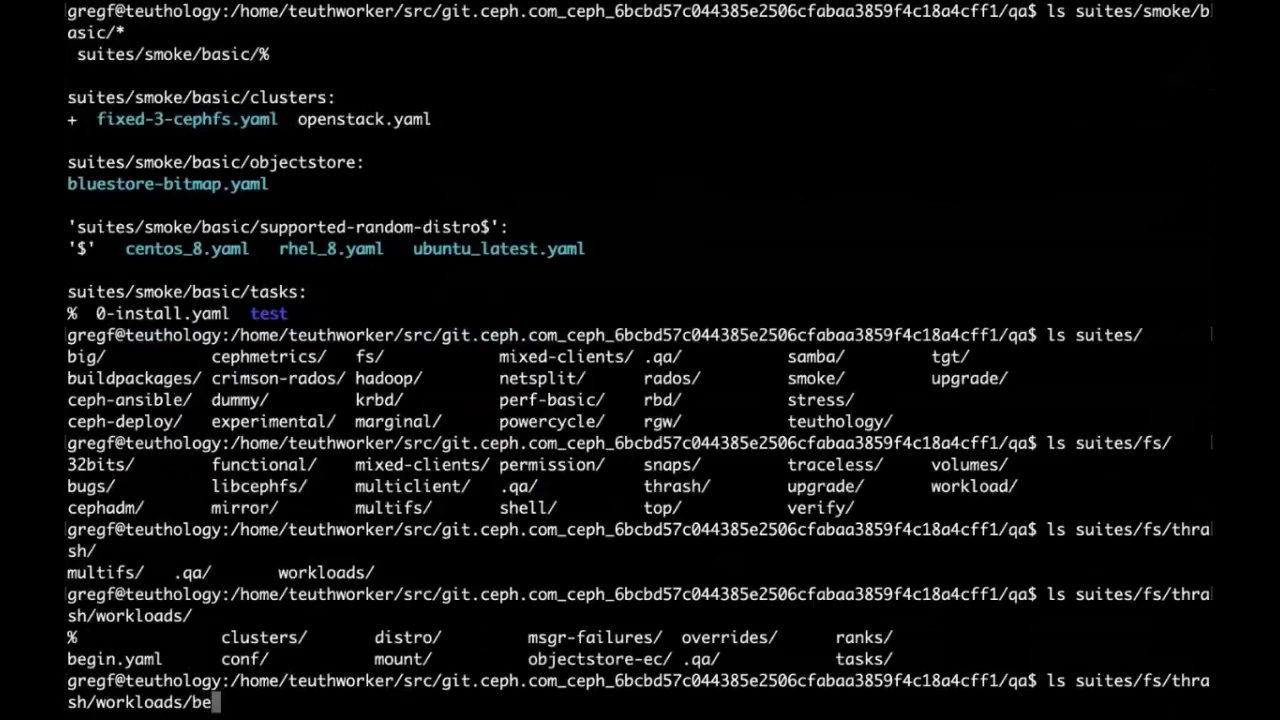 gregf@teuthology:/home/teuthworker/src/git.ceph.com_ceph_6bcbd57c044385e2506cfabaa3859f4c18a4cff1/qa$ ls suites/smoke/b
asic/*
suites/smoke/basic/%
suites/smoke/basic/clusters:
+ fixed-3-cephfs.yaml openstack.yaml
suites/smoke/basic/objectstore:
bluestore-bitmap.yaml
'suites/smoke/basic/supported-random-distro$':
'$' centos_8.yaml rhel_8.yaml ubuntu_latest.yaml
suites/smoke/basic/tasks:
% 0-install.yaml test
gregf@teuthology:/home/teuthworker/src/git.ceph.com_ceph_6bcbd57c044385e2506cfabaa3859f4c18a4cff1/qa$ ls suites/
big/ cephmetrics/ fs/ mixed-clients/ .qa/ samba/ tgt/
buildpackages/ crimson-rados/ hadoop/ netsplit/ rados/ smoke/ upgrade/
ceph-ansible/ dummy/ krbd/ perf-basic/ rbd/ stress/
ceph-deploy/ experimental/ marginal/ powercycle/ rgw/ teuthology/
gregf@teuthology:/home/teuthworker/src/git.ceph.com_ceph_6bcbd57c044385e2506cfabaa3859f4c18a4cff1/qa$ ls suites/fs/
32bits/ functional/ mixed-clients/ permission/ snaps/ traceless/ volumes/
bugs/ libcephfs/ multiclient/ .qa/ thrash/ upgrade/ workload/
cephadm/ mirror/ multifs/ shell/ top/ verify/
gregf@teuthology:/home/teuthworker/src/git.ceph.com_ceph_6bcbd57c044385e2506cfabaa3859f4c18a4cff1/qa$ ls suites/fs/thra
sh/
multifs/ .qa/ workloads/
gregf@teuthology:/home/teuthworker/src/git.ceph.com_ceph_6bcbd57c044385e2506cfabaa3859f4c18a4cff1/qa$ ls suites/fs/thra
sh/workloads/
% clusters/ distro/ msgr-failures/ overrides/ ranks/
begin.yaml conf/ mount/ objectstore-ec/ .qa/ tasks/
gregf@teuthology:/home/teuthworker/src/git.ceph.com_ceph_6bcbd57c044385e2506cfabaa3859f4c18a4cff1/qa$ ls suites/fs/thra
sh/workloads/be